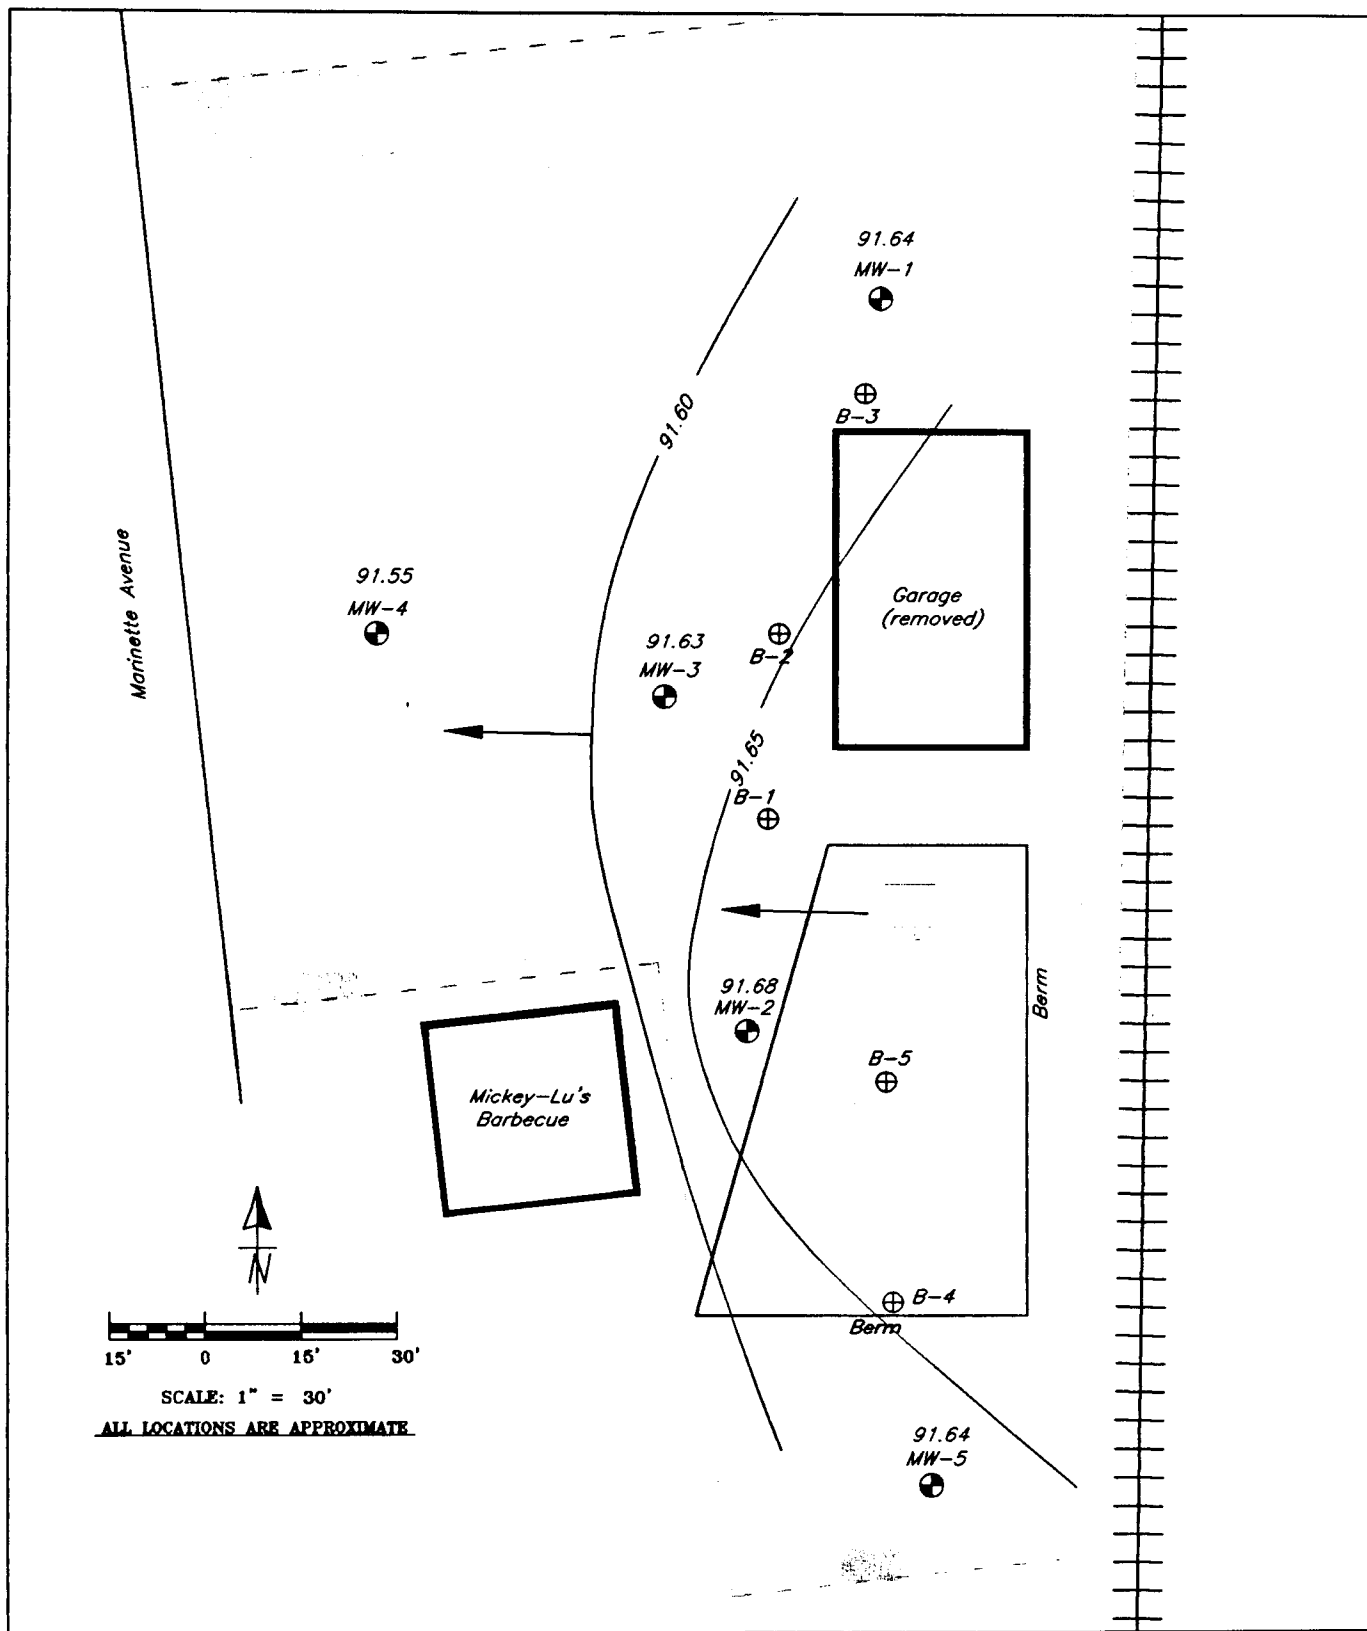 91.64
MW-1
91.60
B-3
Marinette Avenue
91.55
MW-4
Garage
(removed)
91.63
MW-3
B-2
91.65
B-1
91.68
MW-2
Berm
B-5
Mickey-Lu's
Barbecue
N
B-4
Berm
15' 0 15' 30'
SCALE: 1" = 30'
ALL LOCATIONS ARE APPROXIMATE
91.64
MW-5